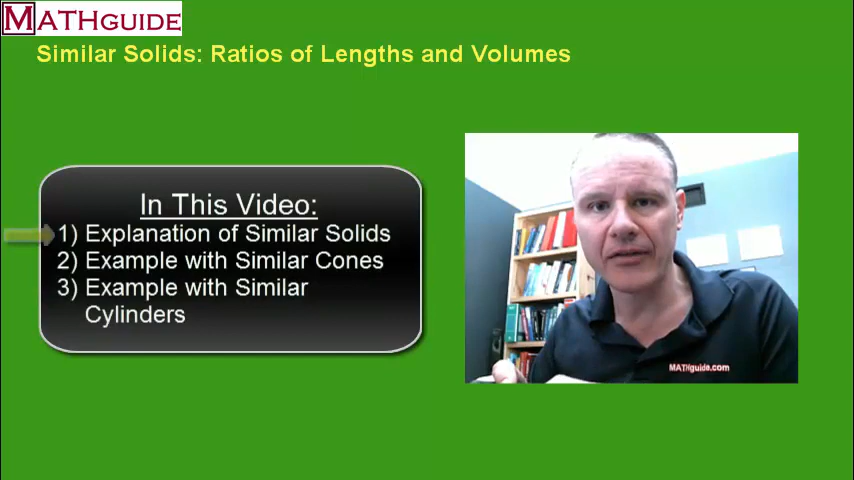 MATHGUIDE
Similar Solids: Ratios of Lengths and Volumes
In This Video:
1) Explanation of Similar Solids
2) Example with Similar Cones
3) Example with Similar
Cylinders
MATHguide.com